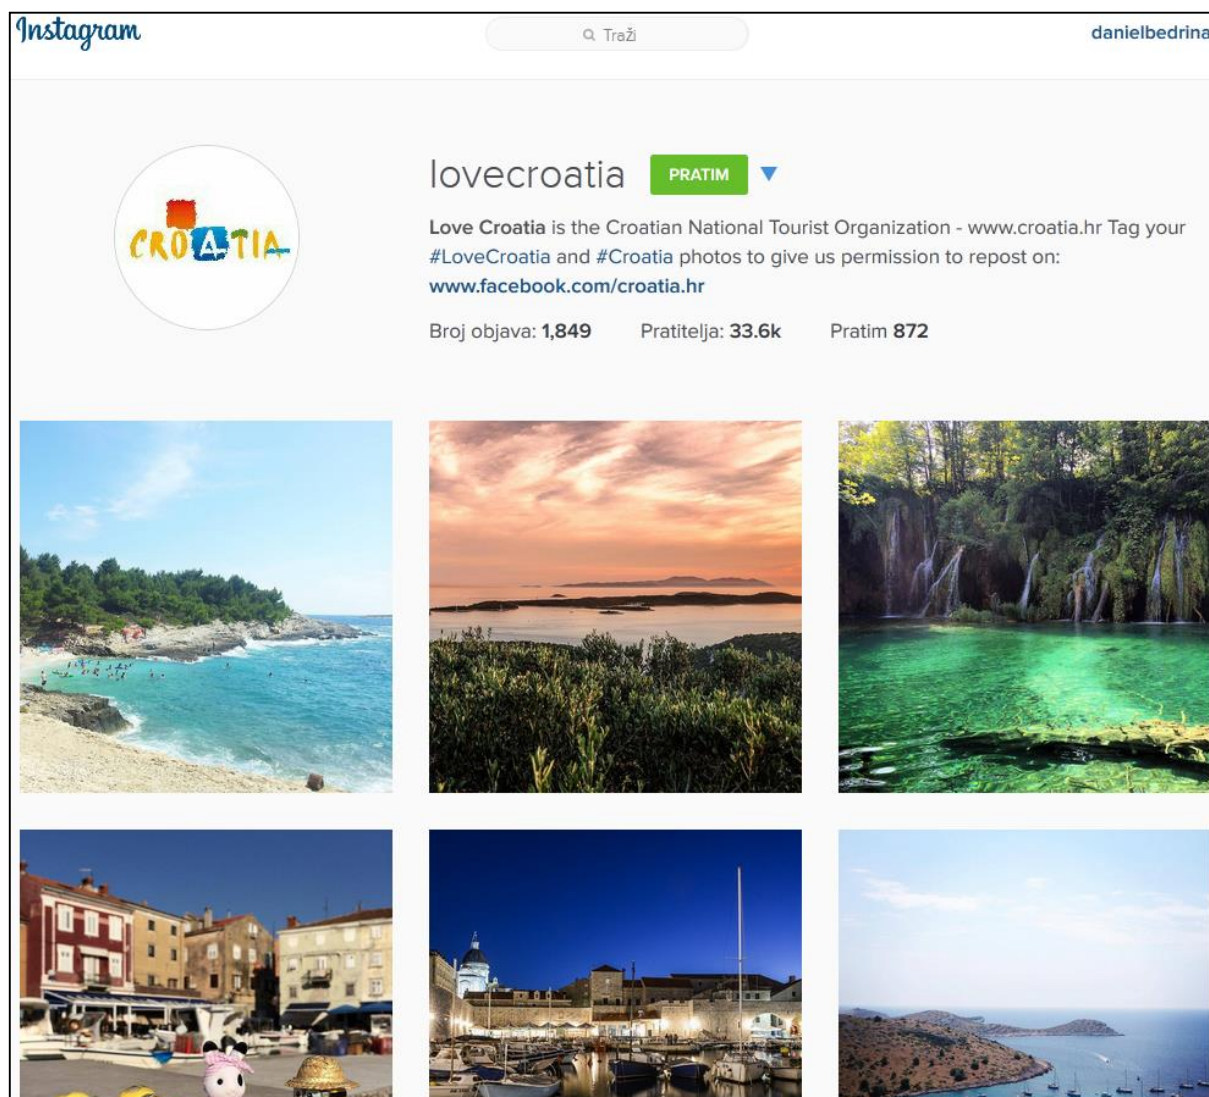 Instagram
Traži
danielbedrina
CROATIA
lovecroatia PRATIM
Love Croatia is the Croatian National Tourist Organization - www.croatia.hr Tag your
#LoveCroatia and #Croatia photos to give us permission to repost on:
www.facebook.com/croatia.hr
Broj objava: 1,849 Pratitelja: 33.6k Pratim 872